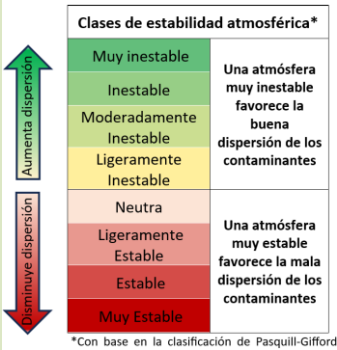 Clases de estabilidad atmosférica*
Aumenta dispersión
Muy inestable
Inestable
Moderadamente
Inestable
Ligeramente
Inestable
Una atmósfera
muy inestable
favorece la
buena
dispersión de los
contaminantes
Disminuye dispersión
Neutra
Ligeramente
Estable
Estable
Muy Estable
Una atmósfera
muy estable
favorece la mala
dispersión de los
contaminantes
*Con base en la clasificación de Pasquill-Gifford